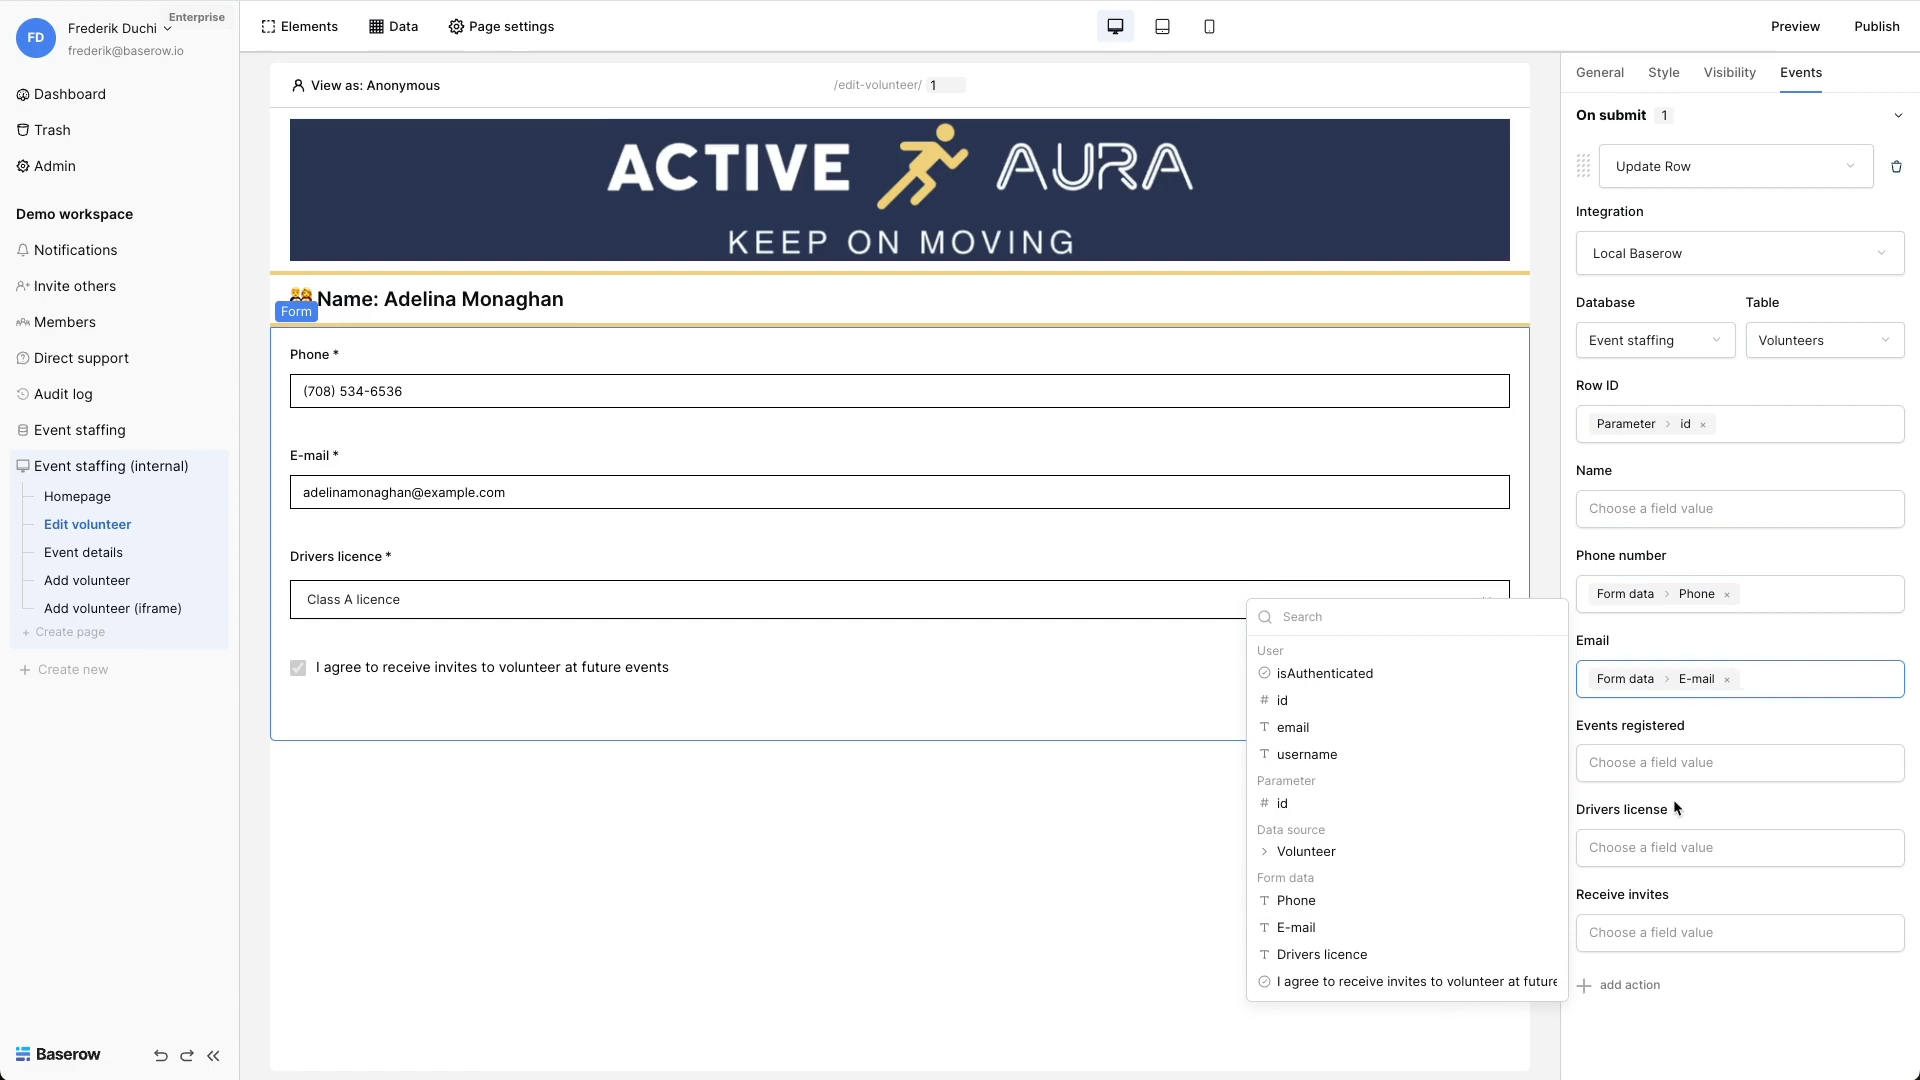 FD
Frederik Duchi
Enterprise
frederik@baserow.io
Dashboard
Trash
Admin
Demo workspace
Notifications
Invite others
Members
Direct support
Audit log
Event staffing
Event staffing (internal)
Homepage
Edit volunteer
Event details
Add volunteer
Add volunteer (iframe)
+ Create page
+ Create new
Baserow
Elements
Data
Page settings
Preview
Publish
View as: Anonymous
/edit-volunteer/ 1
ACTIVE AURA
KEEP ON MOVING
Name: Adelina Monaghan
Form
Phone *
(708) 534-6536
E-mail *
adelinamonaghan@example.com
Drivers licence *
Class A licence
I agree to receive invites to volunteer at future events
Search
User
isAuthenticated
# id
T email
T username
Parameter
# id
Data source
Volunteer
Form data
T Phone
T E-mail
T Drivers licence
I agree to receive invites to volunteer at future
General
Style
Visibility
Events
On submit 1
Update Row
Integration
Local Baserow
Database
Table
Event staffing
Volunteers
Row ID
Parameter > id ×
Name
Choose a field value
Phone number
Form data > Phone ×
Email
Form data > E-mail ×
Events registered
Choose a field value
Drivers license
Choose a field value
Receive invites
Choose a field value
+ add action